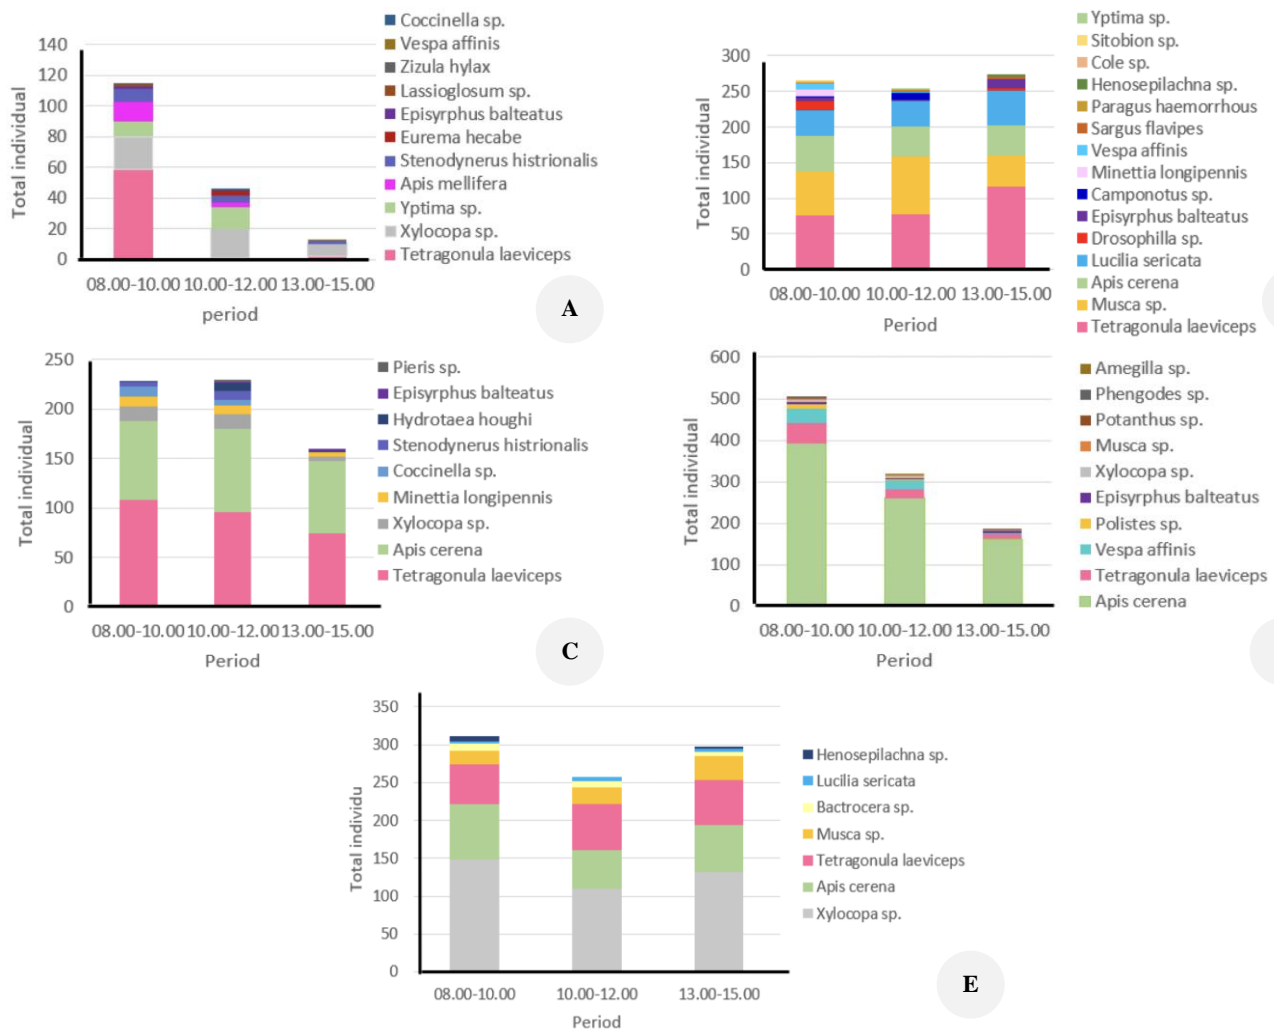 140
120
100
80
60
40
20
0
Total individual
08.00-10.00 10.00-12.00 13.00-15.00
period
Coccinella sp.
Vespa affinis
Zizula hylax
Lassioglosum sp.
Episyrphus balteatus
Eurema hecabe
Stenodynerus histrionalis
Apis mellifera
Yptima sp.
Xylocopa sp.
Tetragonula laeviceps
A
300
250
200
150
100
50
0
Total individual
08.00-10.00 10.00-12.00 13.00-15.00
Period
Yptima sp.
Sitobion sp.
Cole sp.
Henosepilachna sp.
Paragus haemorrhous
Sargus flavipes
Vespa affinis
Minettia longipennis
Camponotus sp.
Episyrphus balteatus
Drosophilla sp.
Lucilia sericata
Apis cerena
Musca sp.
Tetragonula laeviceps
250
200
150
100
50
0
Total individual
08.00-10.00 10.00-12.00 13.00-15.00
Period
Pieris sp.
Episyrphus balteatus
Hydrotaea houghi
Stenodynerus histrionalis
Coccinella sp.
Minettia longipennis
Xylocopa sp.
Apis cerena
Tetragonula laeviceps
C
600
500
400
300
200
100
0
Total individual
08.00-10.00 10.00-12.00 13.00-15.00
Period
Amegilla sp.
Phengodes sp.
Potanthus sp.
Musca sp.
Xylocopa sp.
Episyrphus balteatus
Polistes sp.
Vespa affinis
Tetragonula laeviceps
Apis cerena
350
300
250
200
150
100
50
0
Total individu
08.00-10.00 10.00-12.00 13.00-15.00
Period
Henosepilachna sp.
Lucilia sericata
Bactrocera sp.
Musca sp.
Tetragonula laeviceps
Apis cerena
Xylocopa sp.
E